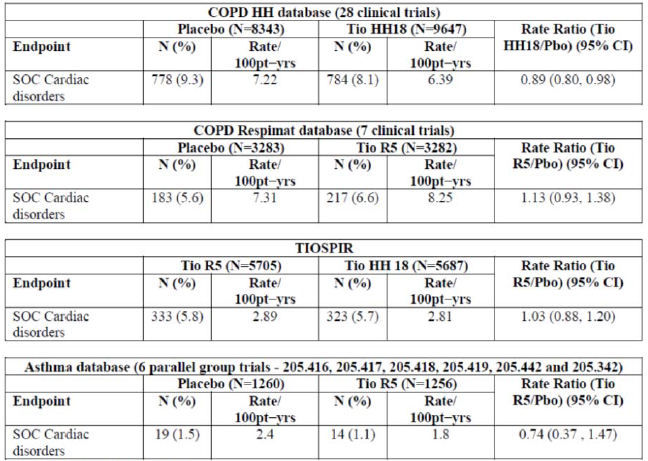 COPD HH database (28 clinical trials)
Placebo (N=8343) Tio HH18 (N=9647) Rate Ratio (Tio HH18/Pbo) (95% CI)
Endpoint N (%) Rate/ 100pt−yrs N (%) Rate/ 100pt−yrs
SOC Cardiac disorders 778 (9.3) 7.22 784 (8.1) 6.39 0.89 (0.80, 0.98)
COPD Respimat database (7 clinical trials)
Placebo (N=3283) Tio R5 (N=3282) Rate Ratio (Tio R5/Pbo) (95% CI)
Endpoint N (%) Rate/ 100pt−yrs N (%) Rate/ 100pt−yrs
SOC Cardiac disorders 183 (5.6) 7.31 217 (6.6) 8.25 1.13 (0.93, 1.38)
TIOSPIR
Tio R5 (N=5705) Tio HH 18 (N=5687) Rate Ratio (Tio R5/Pbo) (95% CI)
Endpoint N (%) Rate/ 100pt−yrs N (%) Rate/ 100pt−yrs
SOC Cardiac disorders 333 (5.8) 2.89 323 (5.7) 2.81 1.03 (0.88, 1.20)
Asthma database (6 parallel group trials - 205.416, 205.417, 205.418, 205.419, 205.442 and 205.342)
Placebo (N=1260) Tio R5 (N=1256) Rate Ratio (Tio R5/Pbo) (95% CI)
Endpoint N (%) Rate/ 100pt−yrs N (%) Rate/ 100pt−yrs
SOC Cardiac disorders 19 (1.5) 2.4 14 (1.1) 1.8 0.74 (0.37 , 1.47)